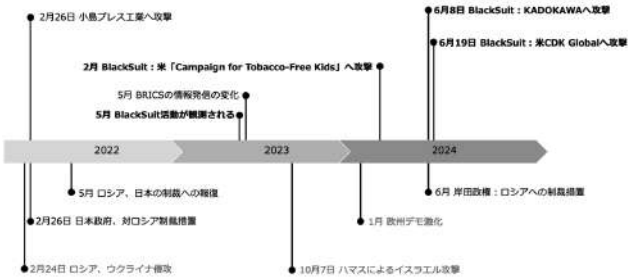 6月8日 BlackSuit：KADOKAWAへ攻撃
2月26日 小島プレス工業へ攻撃
6月19日 BlackSuit：米CDK Globalへ攻撃
2月 BlackSuit：米「Campaign for Tobacco-Free Kids」へ攻撃
5月 BRICSの情報発信の変化
5月 BlackSuit活動が観測される
2022
2023
2024
5月 ロシア、日本の制裁への報復
6月 岸田政権：ロシアへの制裁措置
2月26日 日本政府、対ロシア制裁措置
1月 欧州デモ激化
2月24日 ロシア、ウクライナ侵攻
10月7日 ハマスによるイスラエル攻撃